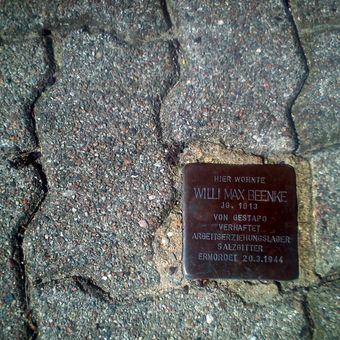 HIER WOHNTE
WILLI MAX BEENKE
JG. 1913
VON GESTAPO
VERHAFTET
ARBEITSERZIEHUNGSLAGER
SALZGITTER
ERMORDET 20.3.1944